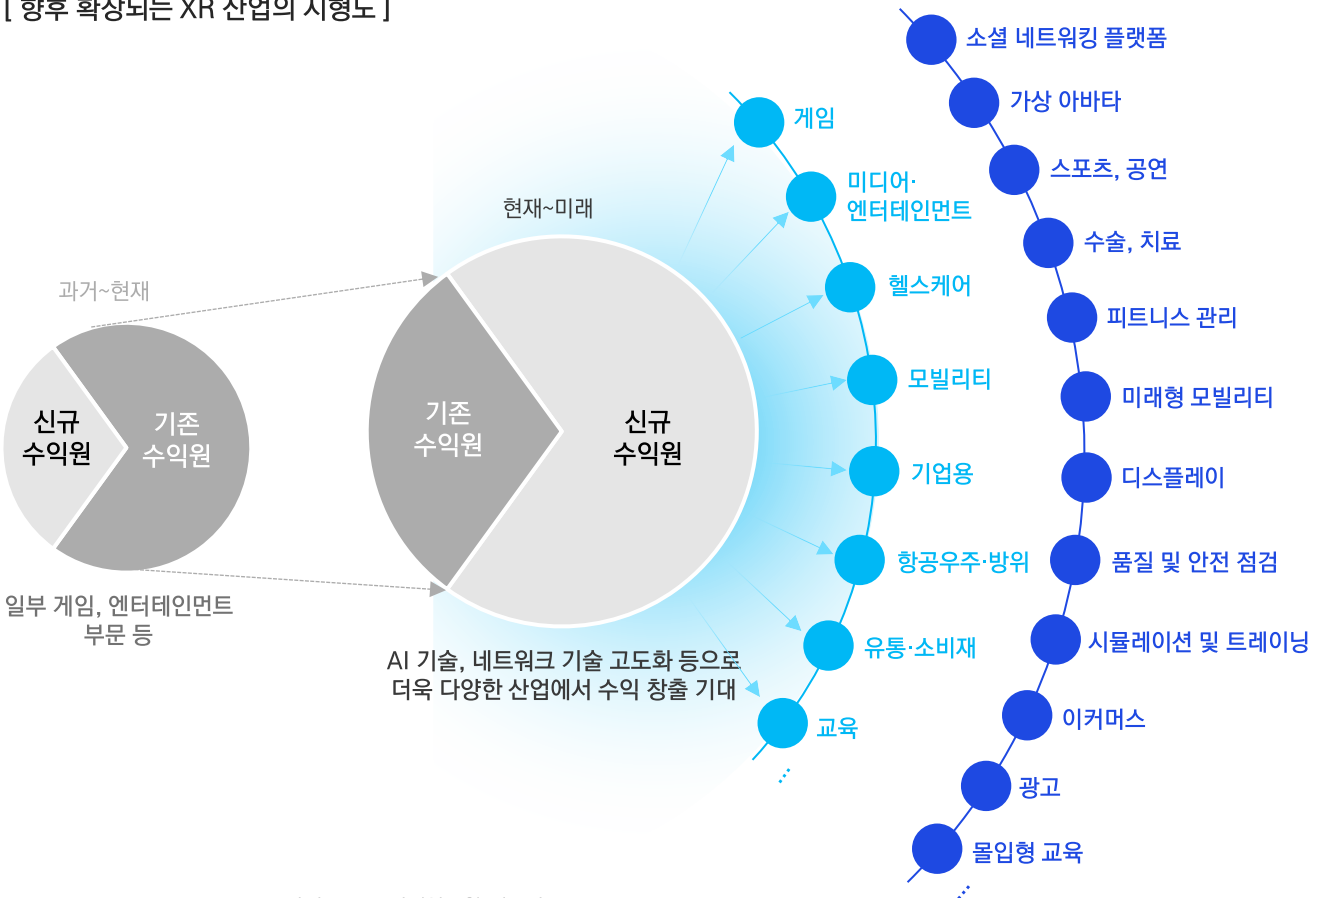 [ 향후 확장되는 XR 산업의 지형도 ]
과거~현재
신규
수익원
기존
수익원
일부 게임, 엔터테인먼트
부문 등
현재~미래
기존
수익원
신규
수익원
AI 기술, 네트워크 기술 고도화 등으로
더욱 다양한 산업에서 수익 창출 기대
게임
미디어·
엔터테인먼트
헬스케어
모빌리티
기업용
항공우주·방위
유통·소비재
교육
소셜 네트워킹 플랫폼
가상 아바타
스포츠, 공연
수술, 치료
피트니스 관리
미래형 모빌리티
디스플레이
품질 및 안전 점검
시뮬레이션 및 트레이닝
이커머스
광고
몰입형 교육